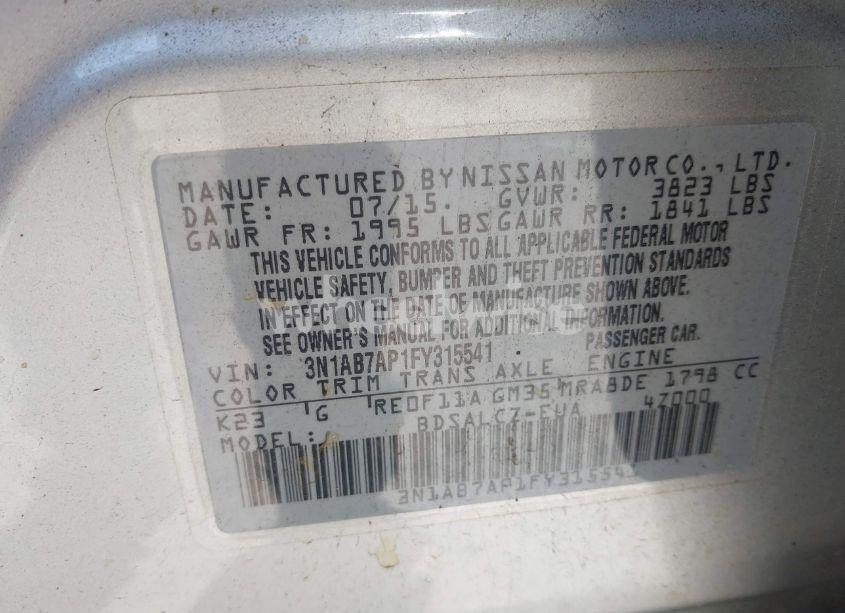 MANUFACTURED BY NISSAN MOTOR CO., LTD.
DATE: 07/15. GVWR: 3823 LBS
GAWR FR: 1995 LBS GAWR RR: 1841 LBS
THIS VEHICLE CONFORMS TO ALL APPLICABLE FEDERAL MOTOR
VEHICLE SAFETY, BUMPER AND THEFT PREVENTION STANDARDS
IN EFFECT ON THE DATE OF MANUFACTURE SHOWN ABOVE.
SEE OWNER'S MANUAL FOR ADDITIONAL INFORMATION.
VIN: 3N1AB7AP1FY315541 PASSENGER CAR.
COLOR TRIM TRANS AXLE ENGINE
K23 G RE0F11A GM35 MRA8DE 1798 CC
MODEL: BDSALCZ-EUA 4Z000
3N1AB7AP1FY315541